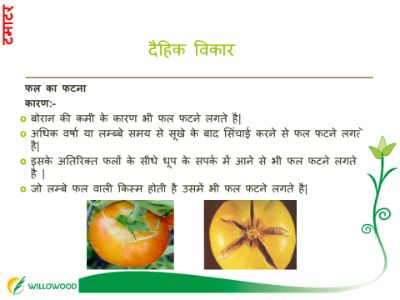 टमाटर
दैहिक विकार
फल का फटना
कारण:-
बोरान की कमी के कारण भी फल फटने लगते है|
अधिक वर्षा या लम्ब्बे समय से सूखे के बाद सिंचाई करने से फल फटने लगते
है|
इसके अतिरिक्त फलों के सीधे धूप के सपर्क में आने से भी फल फटने लगते
है |
जो लम्बे फल वाली किस्म होती है उसमें भी फल फटने लगते है|
WILLOWOOD